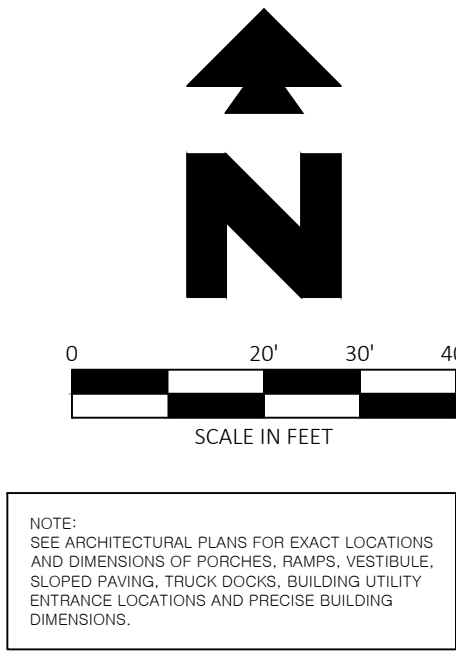 N
0 20' 30' 40
SCALE IN FEET
NOTE:
SEE ARCHITECTURAL PLANS FOR EXACT LOCATIONS
AND DIMENSIONS OF PORCHES, RAMPS, VESTIBULE,
SLOPED PAVING, TRUCK DOCKS, BUILDING UTILITY
ENTRANCE LOCATIONS AND PRECISE BUILDING
DIMENSIONS.